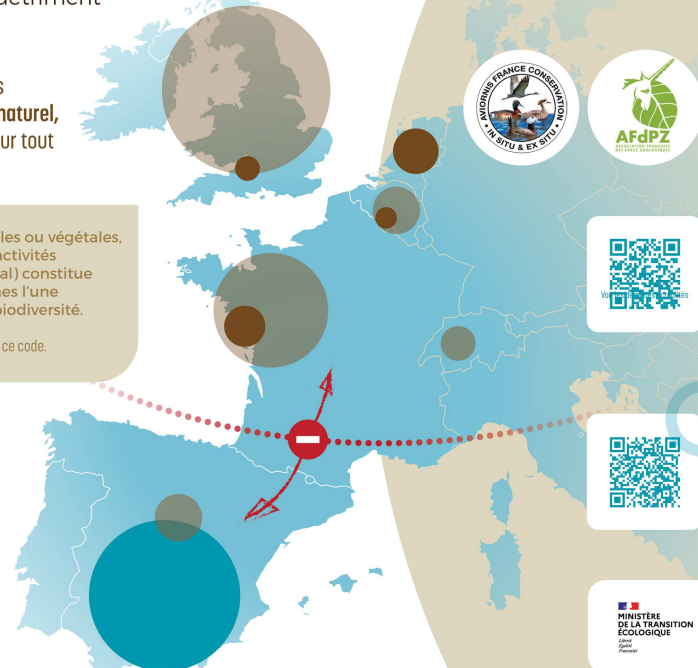 détriment
s
naturel,
ur tout
les ou végétales,
activités
al) constitue
nes l'une
biodiversité.
ce code.
AVIORNIS FRANCE CONSERVATION
• IN SITU & EX SITU •
AFdPZ
ASSOCIATION FRANÇAISE
DES PARCS ZOOLOGIQUES
MINISTÈRE
DE LA TRANSITION
ÉCOLOGIQUE
Liberté
Égalité
Fraternité